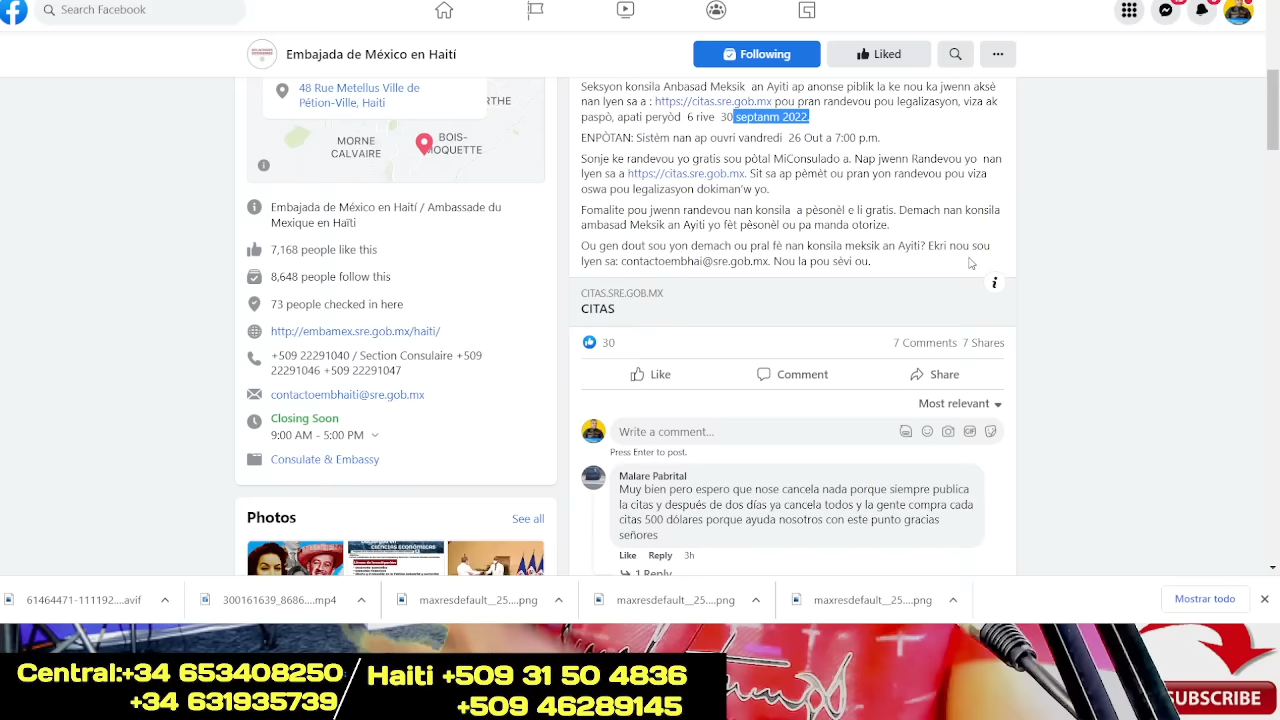 Search Facebook
Embajada de México en Haití
Following
Liked
48 Rue Metellus Ville de
Pétion-Ville, Haiti
MORNE
CALVAIRE
BOIS-
MOQUETTE
Embajada de México en Haití / Ambassade du
Mexique en Haïti
7,168 people like this
8,648 people follow this
73 people checked in here
http://embamex.sre.gob.mx/haiti/
+509 22291040 / Section Consulaire +509
22291046 +509 22291047
contactoembhaiti@sre.gob.mx
Closing Soon
9:00 AM - 5:00 PM
Consulate & Embassy
Photos
See all
Seksyon konsila Anbasad Meksik an Ayiti ap anonse piblik la ke nou ka jwenn aksè
nan lyen sa a : https://citas.sre.gob.mx pou pran randevou pou legalizasyon, viza ak
paspò, apati peryòd 6 rive 30 septanm 2022.
ENPÒTAN: Sistèm nan ap ouvri vandredi 26 Out a 7:00 p.m.
Sonje ke randevou yo gratis sou pòtal MiConsulado a. Nap jwenn Randevou yo nan
lyen sa a https://citas.sre.gob.mx. Sit sa ap pèmèt ou pran yon randevou pou viza
oswa pou legalizasyon dokiman'w yo.
Fomalite pou jwenn randevou nan konsila a pèsonèl e li gratis. Demach nan konsila
ambasad Meksik an Ayiti yo fèt pèsonèl ou pa manda otorize.
Ou gen dout sou yon demach ou pral fè nan konsila meksik an Ayiti? Ekri nou sou
lyen sa: contactoembhai@sre.gob.mx. Nou la pou sèvi ou.
CITAS.SRE.GOB.MX
CITAS
30
7 Comments 7 Shares
Like
Comment
Share
Most relevant
Write a comment...
Press Enter to post.
Malare Pabrital
Muy bien pero espero que nose cancela nada porque siempre publica
la citas y después de dos días ya cancela todos y la gente compra cada
citas 500 dólares porque ayuda nosotros con este punto gracias
señores
Like Reply 3h
1 Reply
61464471-111192....avif
300161639_8686....mp4
maxresdefault__25....png
maxresdefault__25....png
maxresdefault__25....png
Mostrar todo
Central:+34 653408250
+34 631935739
Haiti +509 31 50 4836
+509 46289145
SUBSCRIBE